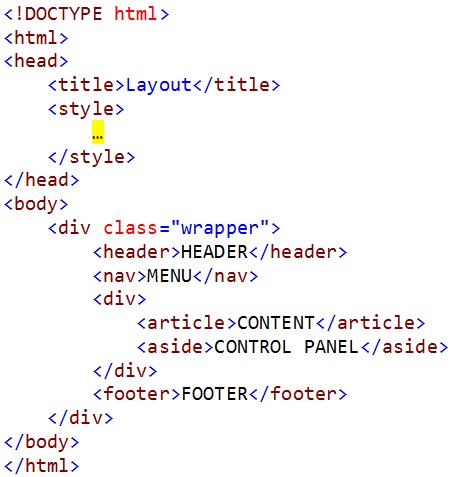 <!DOCTYPE html>
<html>
<head>
    <title>Layout</title>
    <style>
        …
    </style>
</head>
<body>
    <div class="wrapper">
        <header>HEADER</header>
        <nav>MENU</nav>
        <div>
            <article>CONTENT</article>
            <aside>CONTROL PANEL</aside>
        </div>
        <footer>FOOTER</footer>
    </div>
</body>
</html>